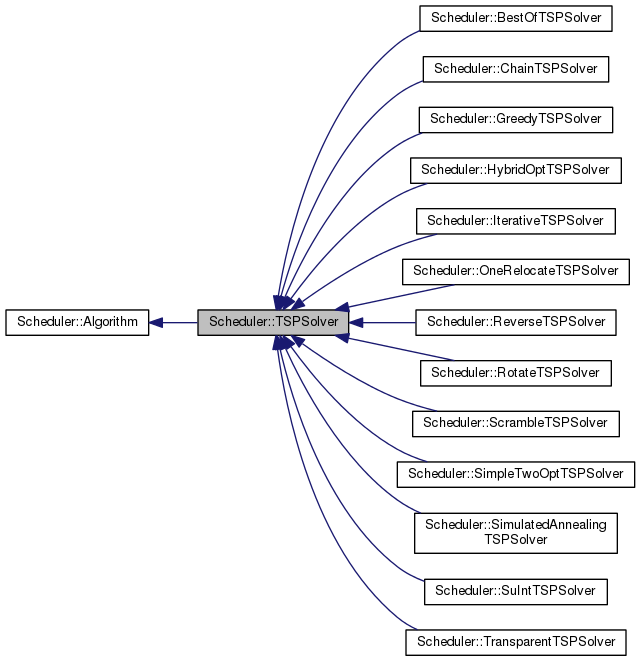 Scheduler::BestOfTSPSolver
Scheduler::ChainTSPSolver
Scheduler::GreedyTSPSolver
Scheduler::HybridOptTSPSolver
Scheduler::IterativeTSPSolver
Scheduler::OneRelocateTSPSolver
Scheduler::Algorithm
Scheduler::TSPSolver
Scheduler::ReverseTSPSolver
Scheduler::RotateTSPSolver
Scheduler::ScrambleTSPSolver
Scheduler::SimpleTwoOptTSPSolver
Scheduler::SimulatedAnnealing
TSPSolver
Scheduler::SuIntTSPSolver
Scheduler::TransparentTSPSolver